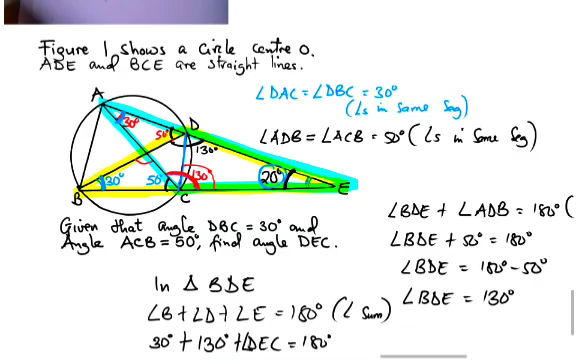 Figure 1 shows a circle centre O.
ADE and BCE are straight lines.
A
30°
50°
D
130°
B
30°
50°
C
130°
20°
E
∠DAC = ∠DBC = 30°
(∠s in same seg)
∠ADB = ∠ACB = 50° (∠s in same seg)
Given that angle DBC = 30° and
Angle ACB = 50°, find angle DEC.
In Δ BDE
∠B + ∠D + ∠E = 180° (∠ sum)
30° + 130° + ∠DEC = 180°
∠BDE + ∠ADB = 180° (
∠BDE + 50° = 180°
∠BDE = 180° - 50°
∠BDE = 130°